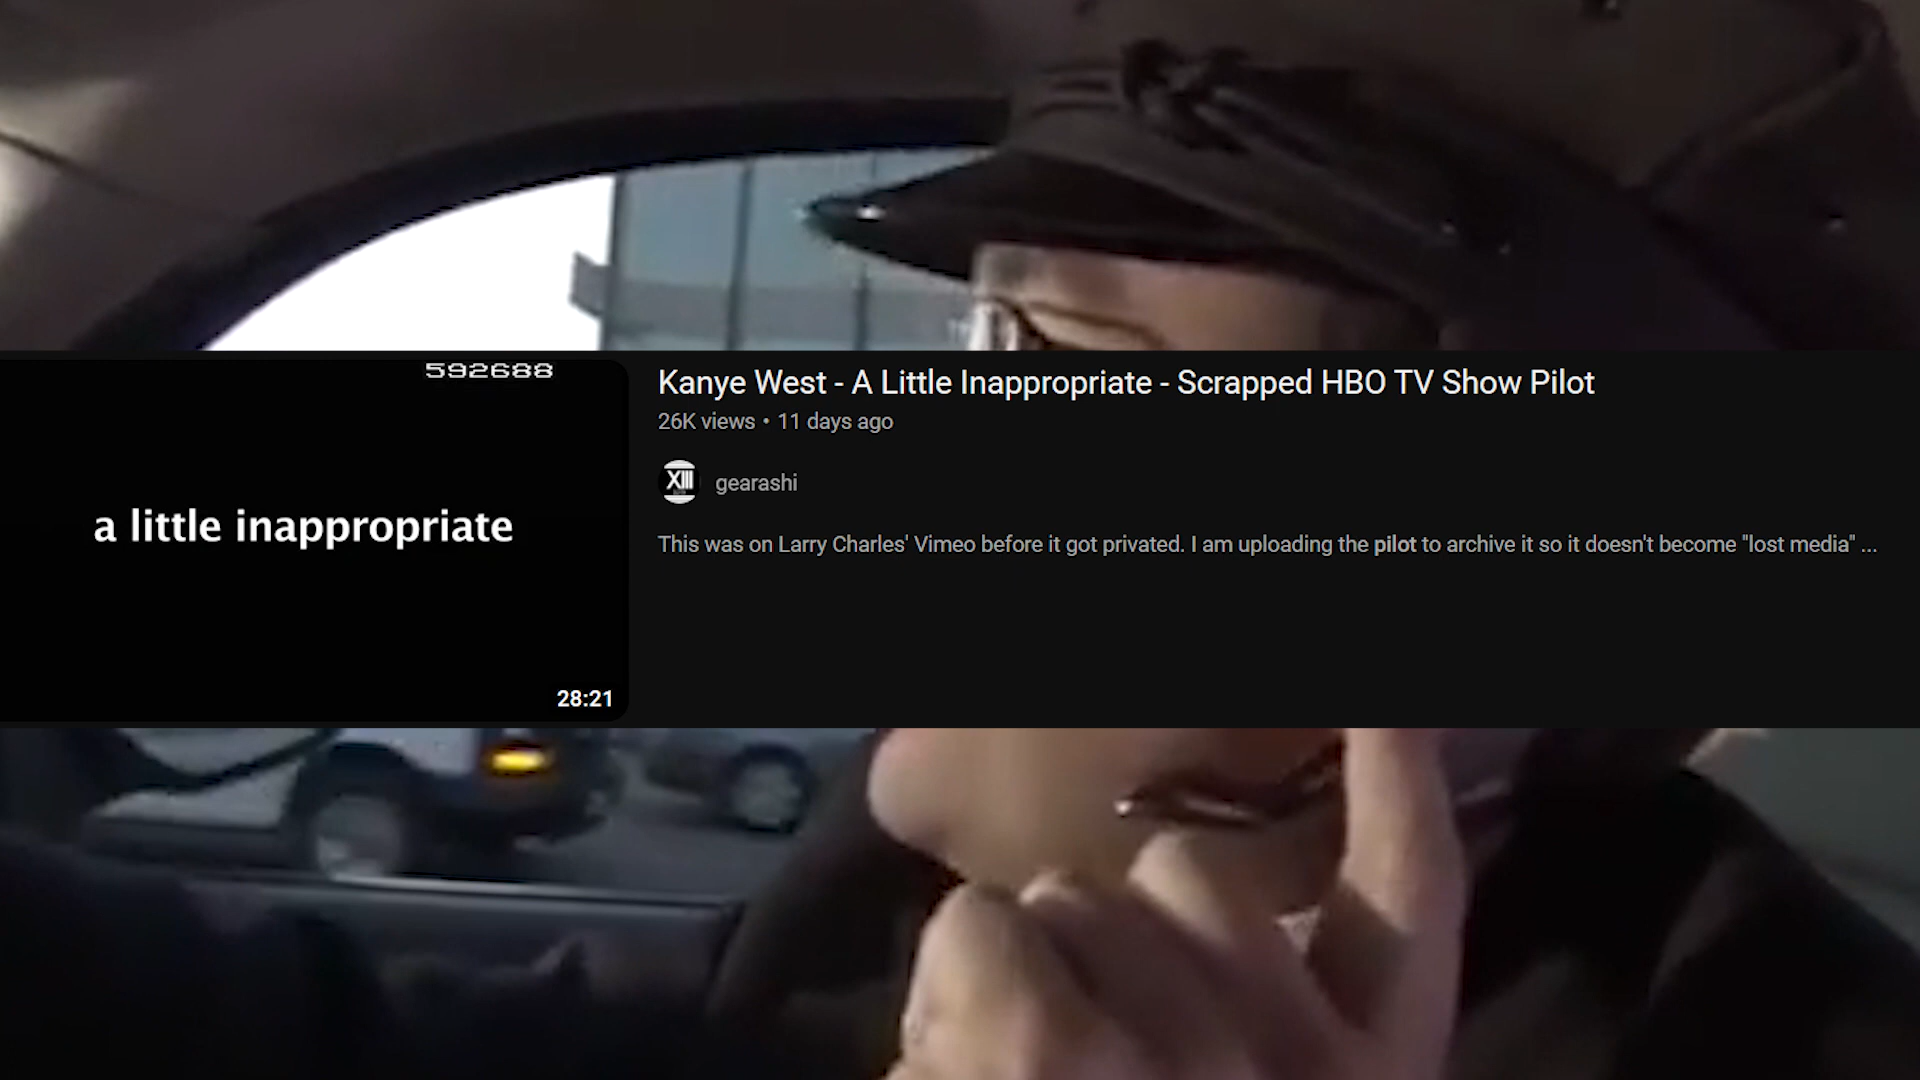 592688
a little inappropriate
28:21
Kanye West - A Little Inappropriate - Scrapped HBO TV Show Pilot
26K views • 11 days ago
XIII
gearashi
This was on Larry Charles' Vimeo before it got privated. I am uploading the pilot to archive it so it doesn't become "lost media" ...